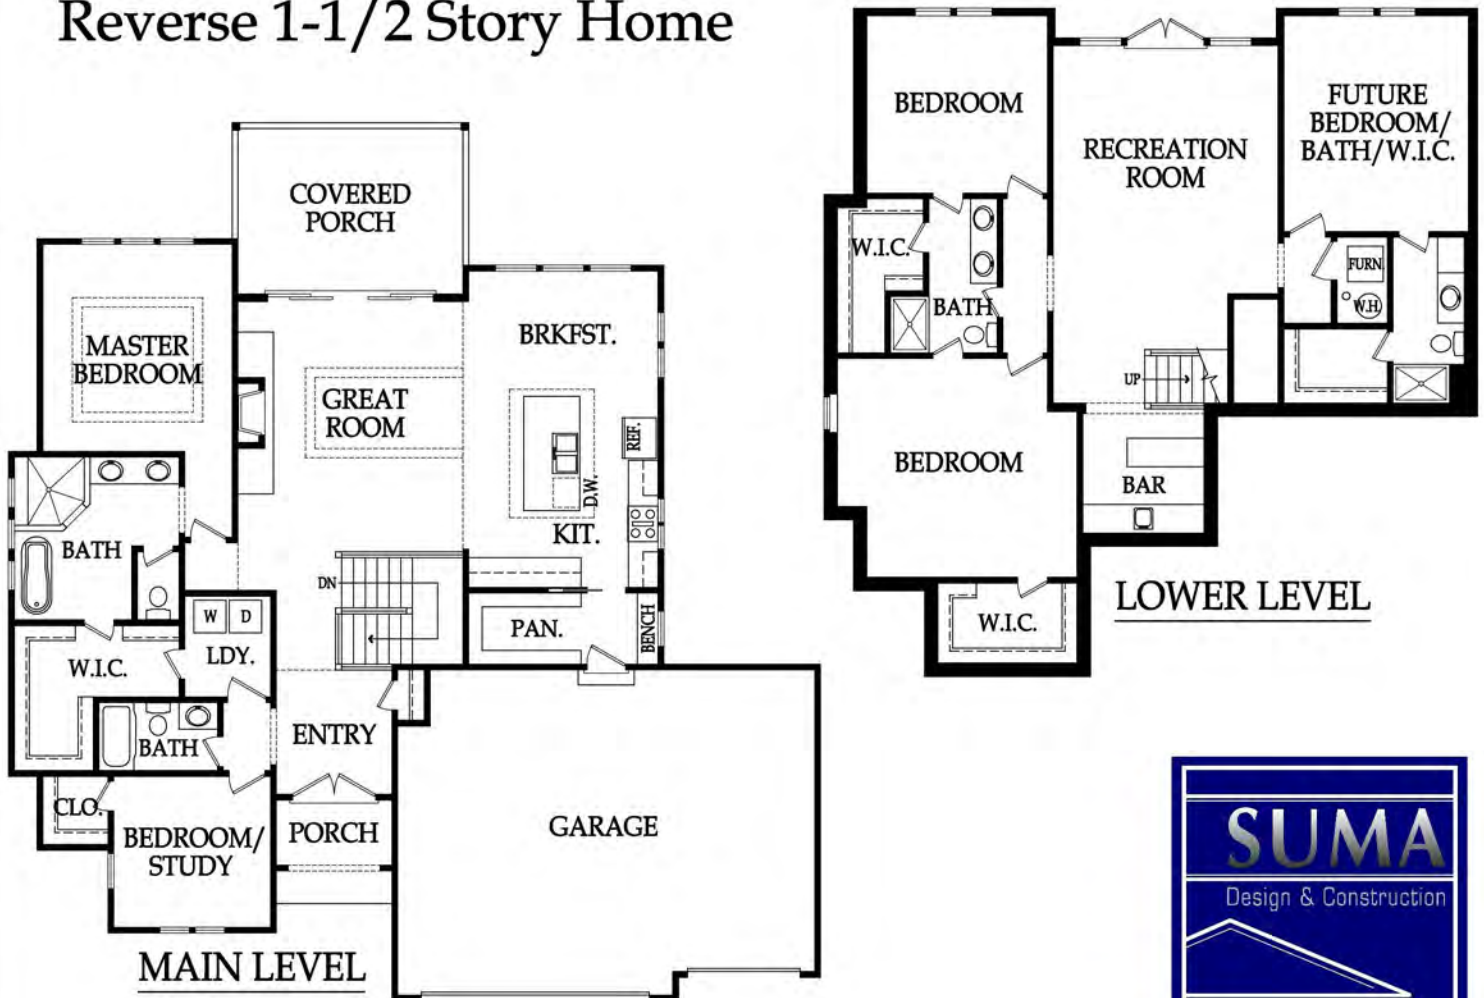 Reverse 1-1/2 Story Home
COVERED
PORCH
MASTER
BEDROOM
GREAT
ROOM
BRKFST.
REF.
D.W.
KIT.
BATH
DN
W D
LDY.
PAN.
BENCH
W.I.C.
BATH
ENTRY
CLO.
BEDROOM/
STUDY
PORCH
GARAGE
MAIN LEVEL
BEDROOM
RECREATION
ROOM
FUTURE
BEDROOM/
BATH/W.I.C.
W.I.C.
BATH
FURN.
W.H.
UP
BEDROOM
BAR
W.I.C.
LOWER LEVEL
SUMA
Design & Construction